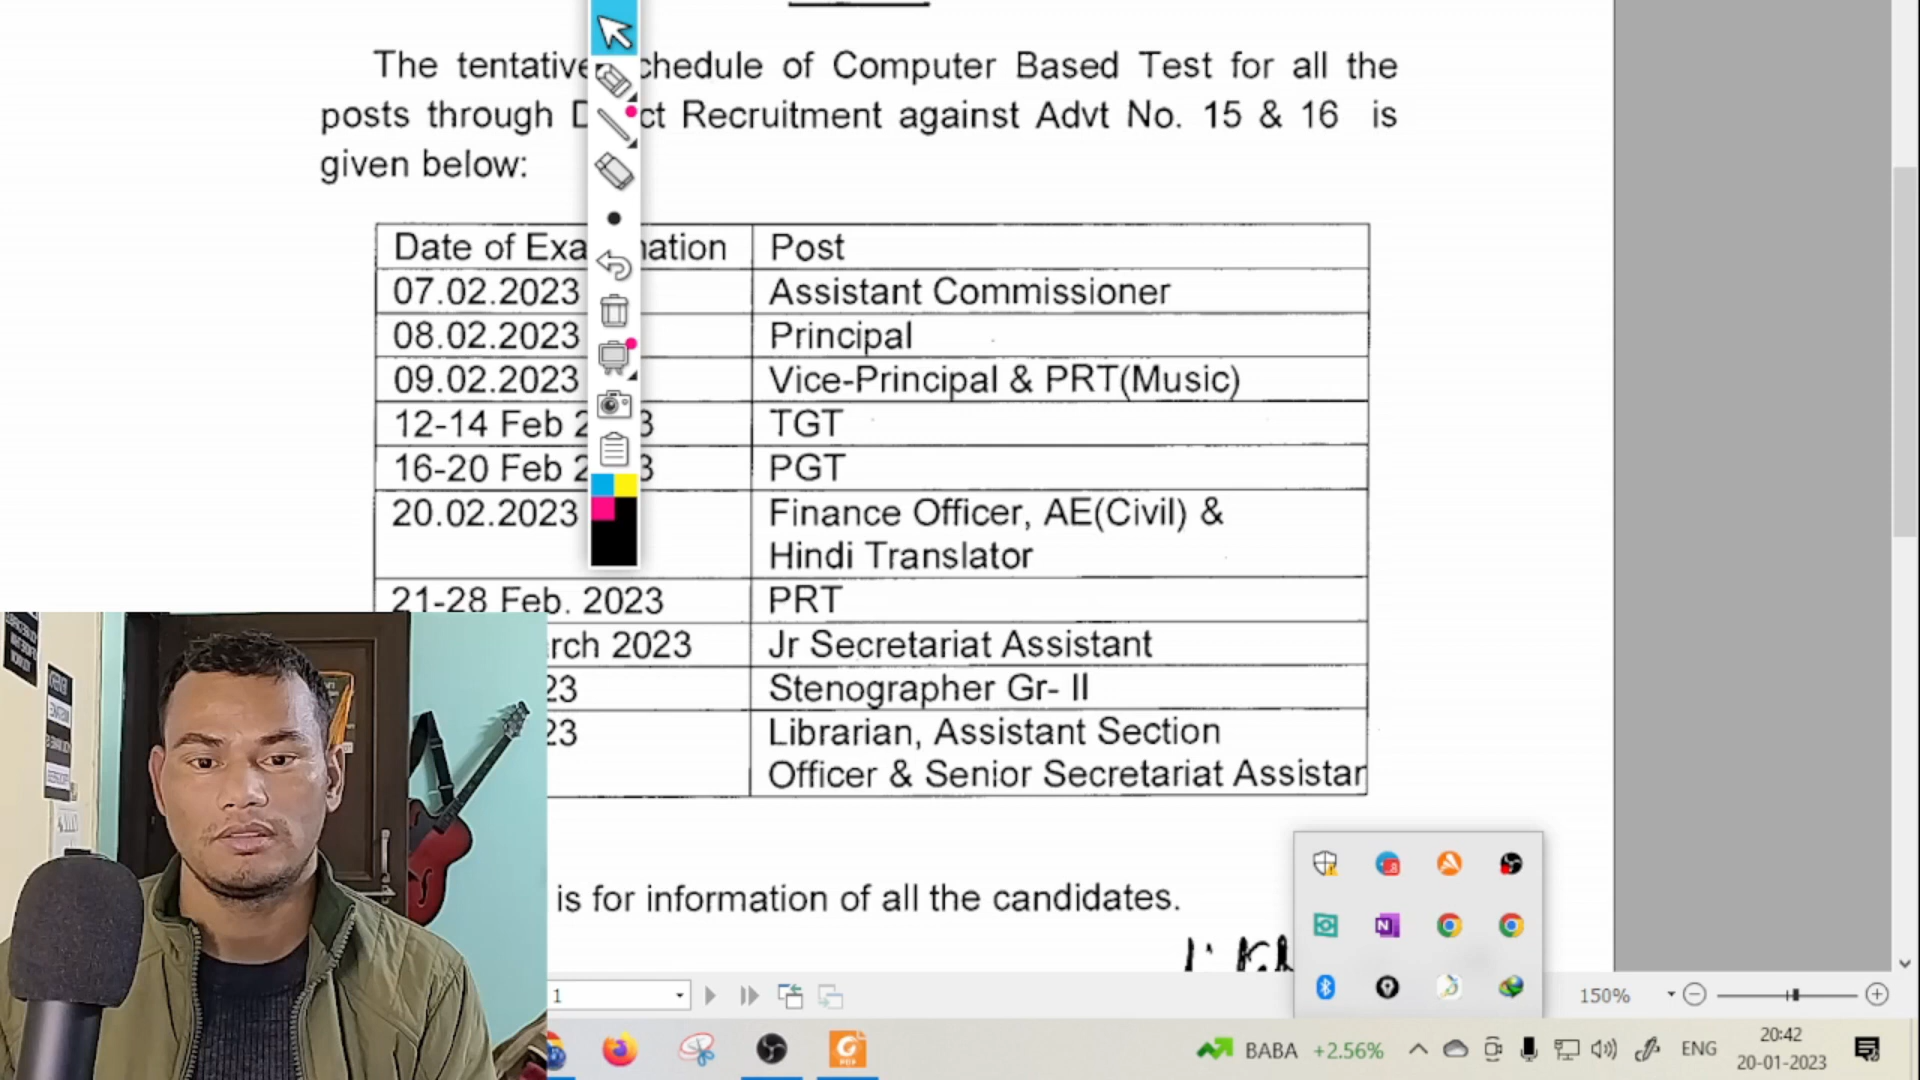 The tentative chedule of Computer Based Test for all the
posts through D ct Recruitment against Advt No. 15 & 16 is
given below:
Date of Exa nation Post
07.02.2023 Assistant Commissioner
08.02.2023 Principal
09.02.2023 Vice-Principal & PRT(Music)
12-14 Feb 2 3 TGT
16-20 Feb 2 3 PGT
20.02.2023 Finance Officer, AE(Civil) &
Hindi Translator
21-28 Feb. 2023 PRT
rch 2023 Jr Secretariat Assistant
23 Stenographer Gr- II
23 Librarian, Assistant Section
Officer & Senior Secretariat Assistar
is for information of all the candidates.
1
150%
BABA +2.56%
ENG
20:42
20-01-2023